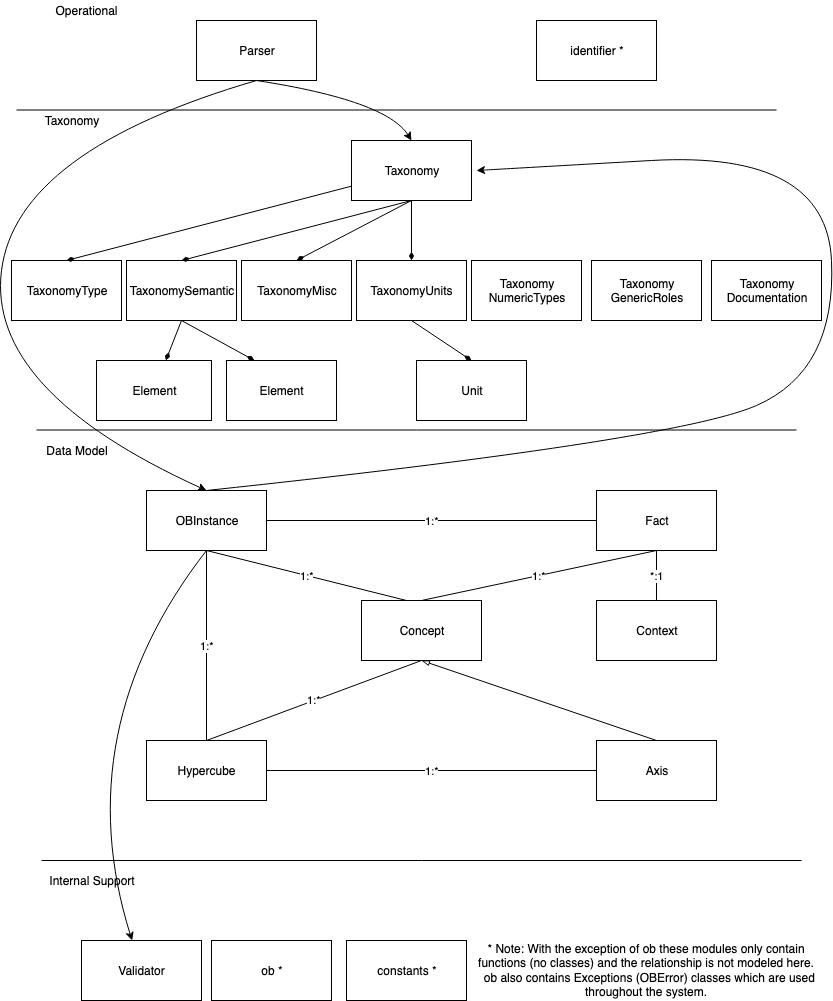 Operational
Parser
identifier *
Taxonomy
Taxonomy
TaxonomyType
TaxonomySemantic
TaxonomyMisc
TaxonomyUnits
Taxonomy
NumericTypes
Taxonomy
GenericRoles
Taxonomy
Documentation
Element
Element
Unit
Data Model
OBInstance
1:*
Fact
1:*
1:*
*:1
Concept
Context
1:*
1:*
Hypercube
1:*
Axis
Internal Support
Validator
ob *
constants *
* Note: With the exception of ob these modules only contain
functions (no classes) and the relationship is not modeled here.
ob also contains Exceptions (OBError) classes which are used
throughout the system.